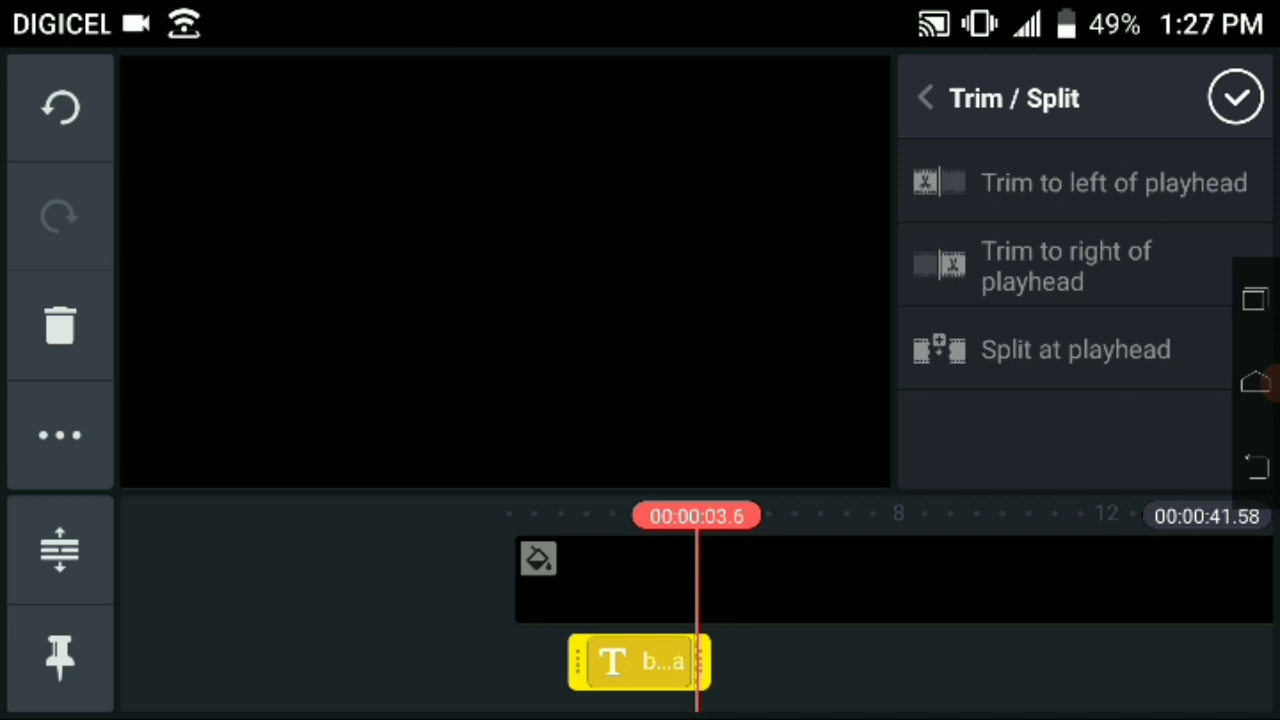 DIGICEL 49% 1:27 PM
Trim / Split
Trim to left of playhead
Trim to right of
playhead
Split at playhead
00:00:03.6 8 12 00:00:41.58
T b...a